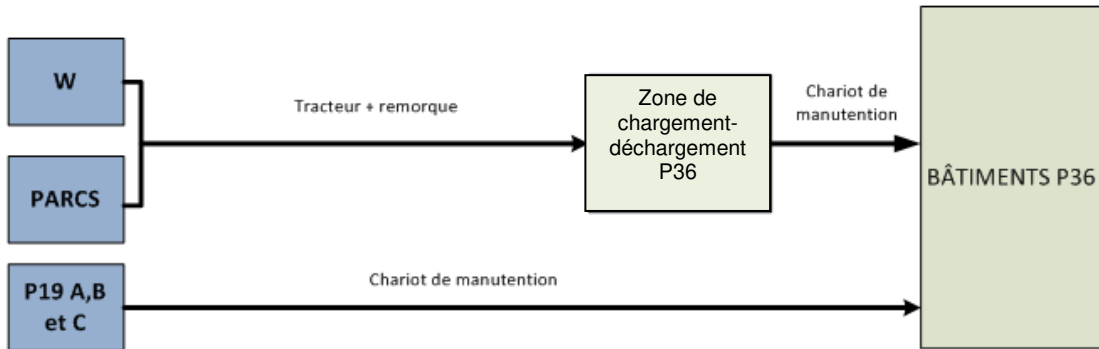 W
PARCS
P19 A,B
et C
Tracteur + remorque
Zone de
chargement-
déchargement
P36
Chariot de
manutention
Chariot de manutention
BÂTIMENTS P36